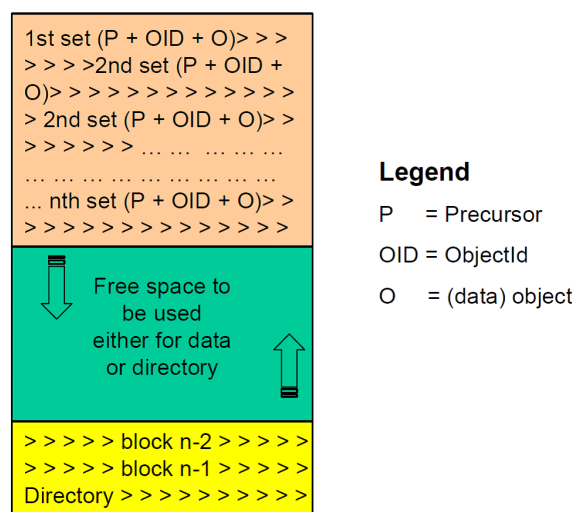 1st set (P + OID + O)> > >
> > > >2nd set (P + OID +
O)> > > > > > > > > > > > >
> 2nd set (P + OID + O)> >
> > > > > > ... ... ... ... ...
... ... ... ... ... ... ... ... ...
... nth set (P + OID + O)> >
> > > > > > > > > > > > >
Free space to
be used
either for data
or directory
> > > > > block n-2 > > > > >
> > > > > block n-1 > > > > >
Directory > > > > > > > > > >
Legend
P = Precursor
OID = ObjectId
O = (data) object